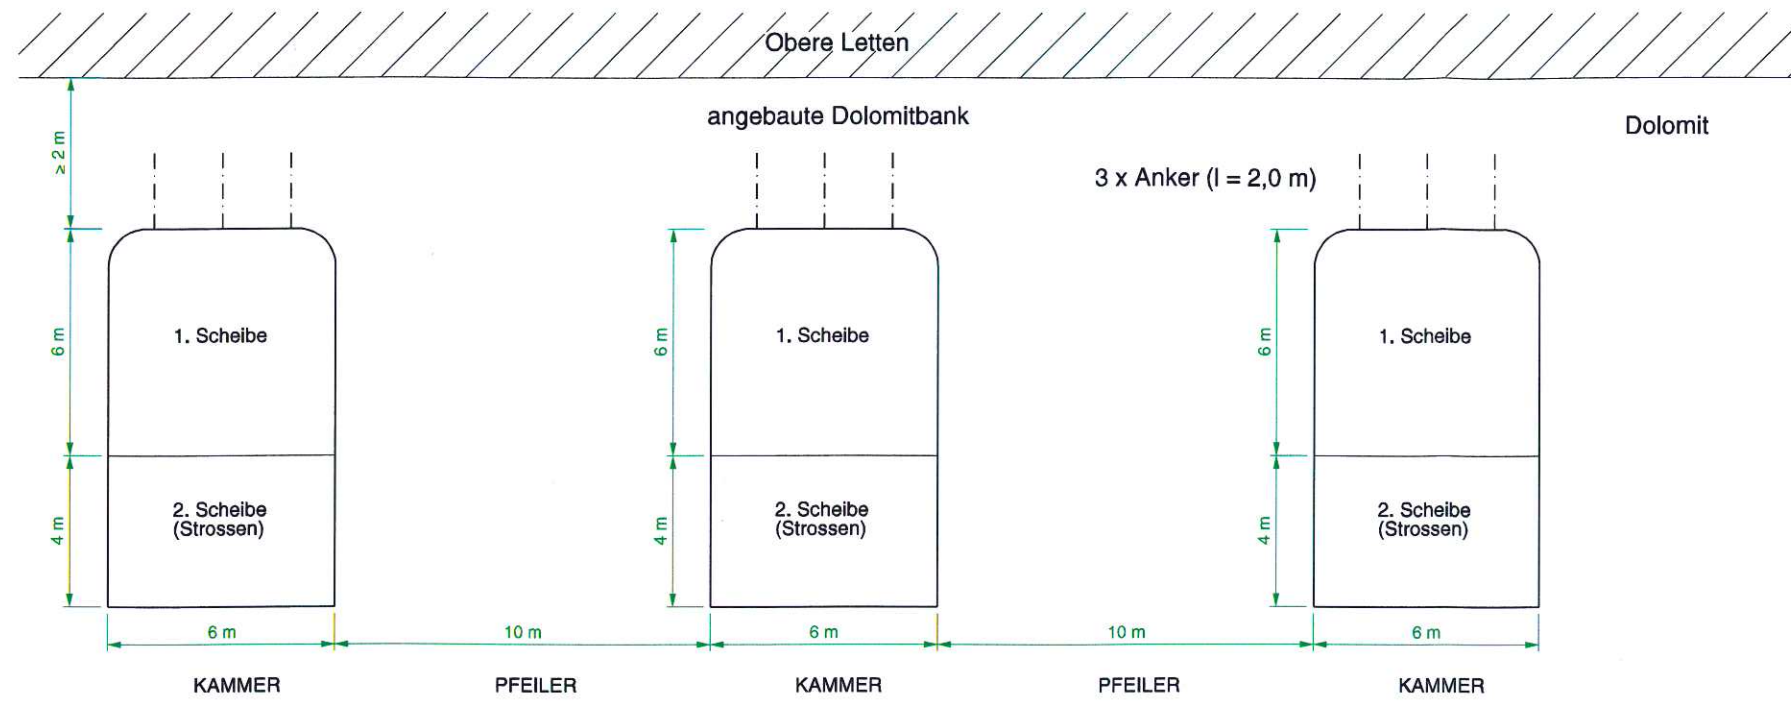 Obere Letten
angebaute Dolomitbank
Dolomit
≥ 2 m
3 x Anker (l = 2,0 m)
6 m
1. Scheibe
6 m
1. Scheibe
6 m
1. Scheibe
4 m
2. Scheibe
(Strossen)
4 m
2. Scheibe
(Strossen)
4 m
2. Scheibe
(Strossen)
6 m
10 m
6 m
10 m
6 m
KAMMER
PFEILER
KAMMER
PFEILER
KAMMER